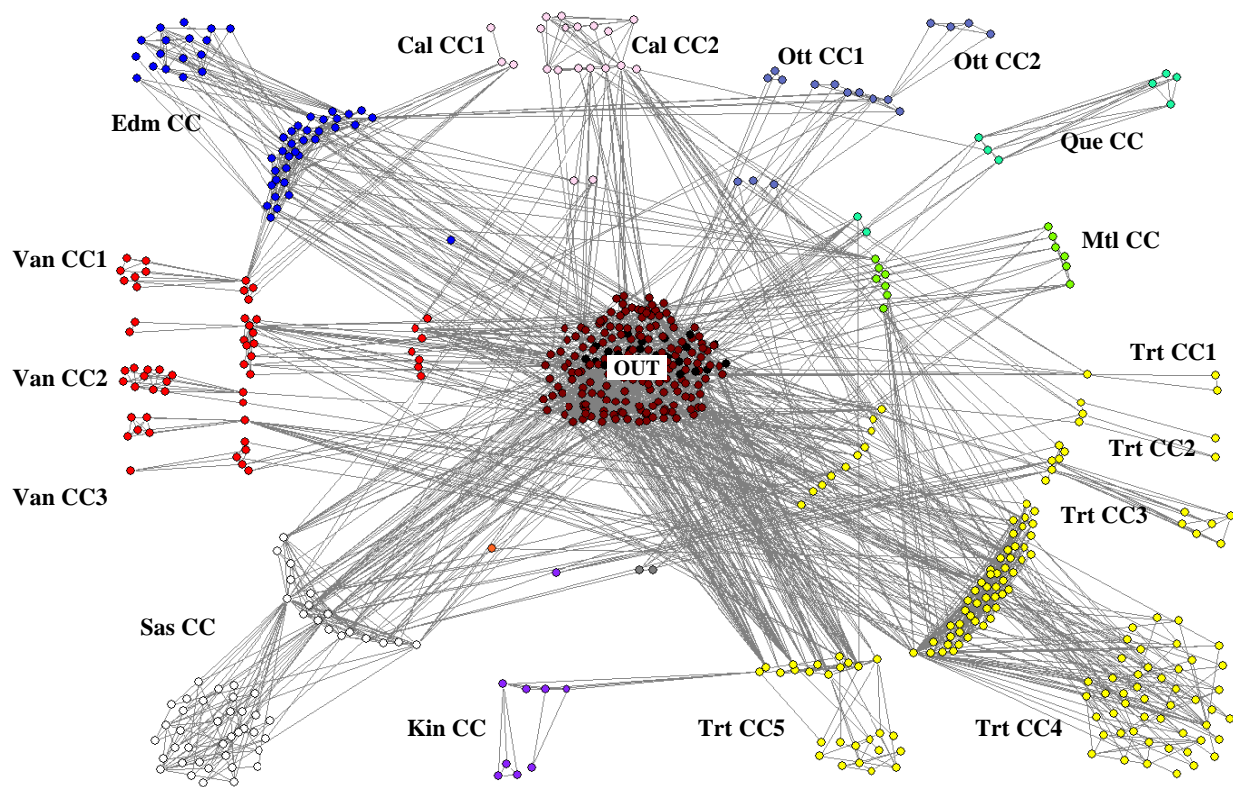 Cal CC1
Cal CC2
Ott CC1
Ott CC2
Edm CC
Que CC
Van CC1
Mtl CC
OUT
Trt CC1
Van CC2
Trt CC2
Van CC3
Trt CC3
Sas CC
Kin CC
Trt CC5
Trt CC4